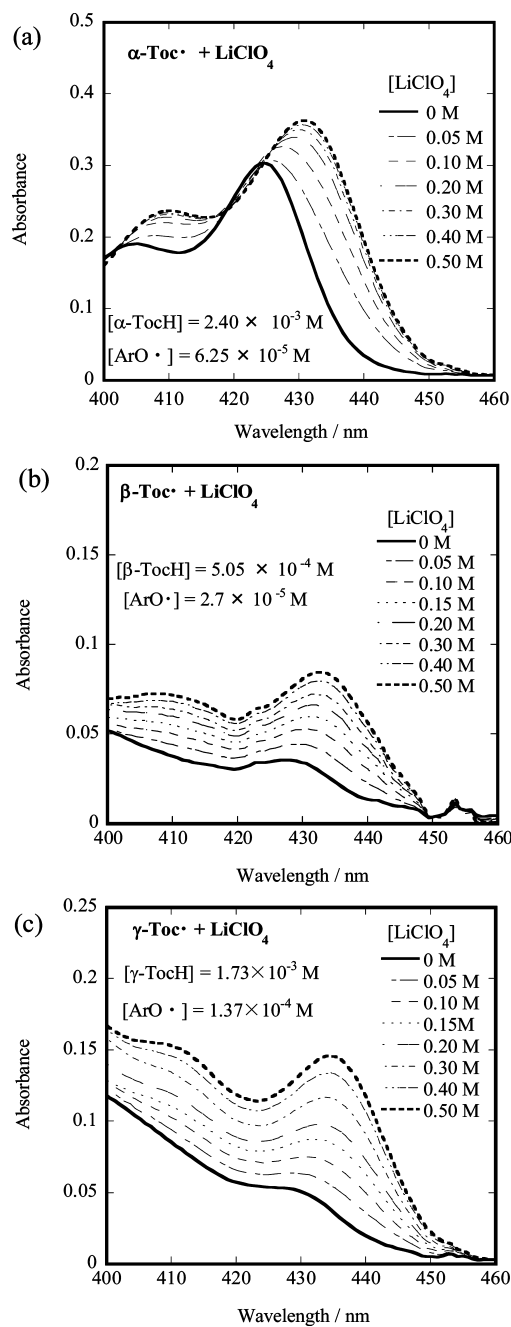 (a)
0.5
0.4
0.3
0.2
0.1
0
Absorbance
α-Toc· + LiClO4
[LiClO4]
0 M
0.05 M
0.10 M
0.20 M
0.30 M
0.40 M
0.50 M
[α-TocH] = 2.40 × 10-3 M
[ArO·] = 6.25 × 10-5 M
400 410 420 430 440 450 460
Wavelength / nm
(b)
0.2
0.15
0.1
0.05
0
Absorbance
β-Toc· + LiClO4
[LiClO4]
0 M
0.05 M
0.10 M
0.15 M
0.20 M
0.30 M
0.40 M
0.50 M
[β-TocH] = 5.05 × 10-4 M
[ArO·] = 2.7 × 10-5 M
400 410 420 430 440 450 460
Wavelength / nm
(c)
0.25
0.2
0.15
0.1
0.05
0
Absorbance
γ-Toc· + LiClO4
[LiClO4]
0 M
0.05 M
0.10 M
0.15M
0.20 M
0.30 M
0.40 M
0.50 M
[γ-TocH] = 1.73×10-3 M
[ArO·] = 1.37×10-4 M
400 410 420 430 440 450 460
Wavelength / nm